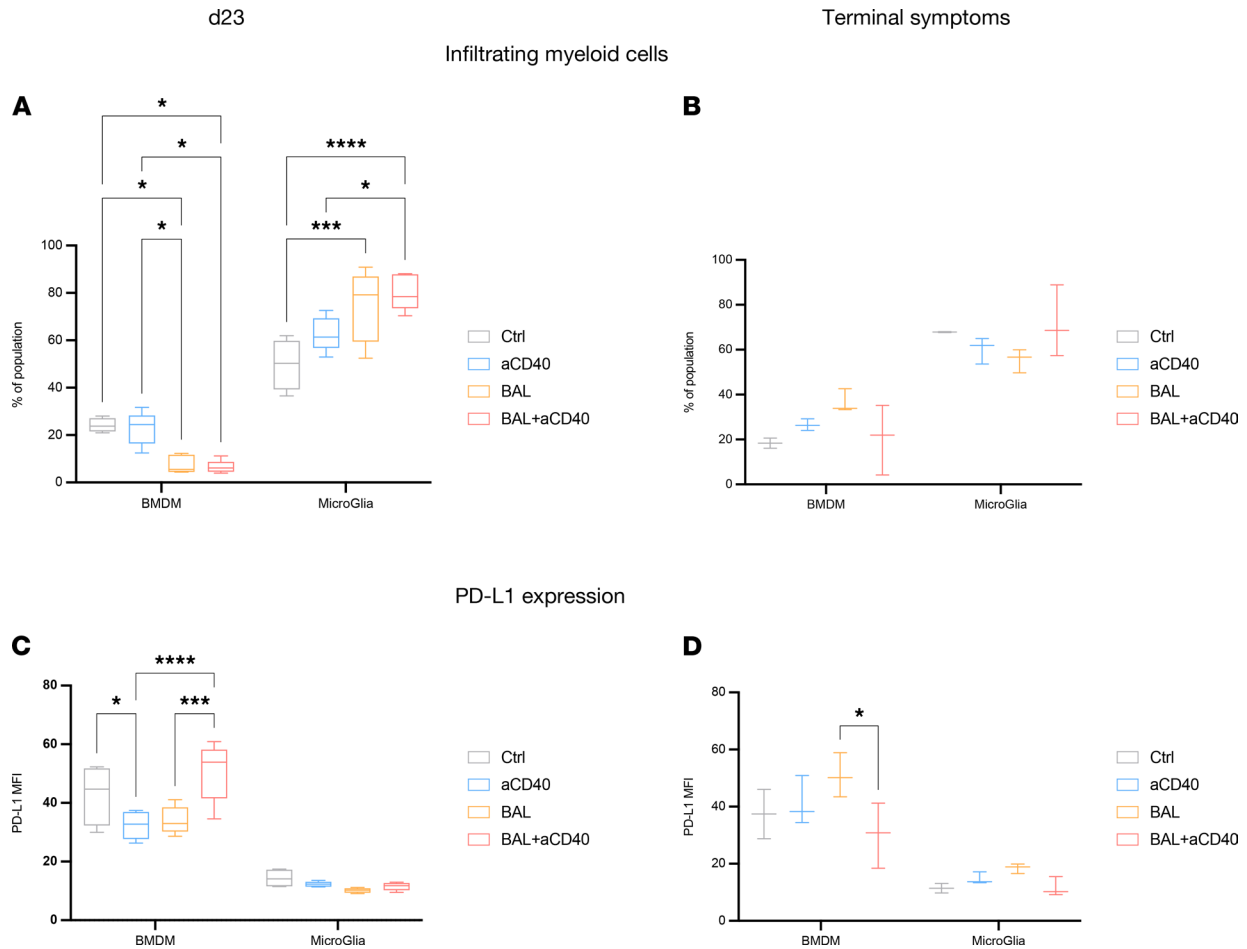 d23
Terminal symptoms
Infiltrating myeloid cells
A
*
*
*
*
****
*
***
% of population
100
80
60
40
20
0
BMDM
MicroGlia
Ctrl
aCD40
BAL
BAL+aCD40
B
% of population
100
80
60
40
20
0
BMDM
MicroGlia
Ctrl
aCD40
BAL
BAL+aCD40
PD-L1 expression
C
****
*
***
PD-L1 MFI
80
60
40
20
0
BMDM
MicroGlia
Ctrl
aCD40
BAL
BAL+aCD40
D
*
PD-L1 MFI
80
60
40
20
0
BMDM
MicroGlia
Ctrl
aCD40
BAL
BAL+aCD40